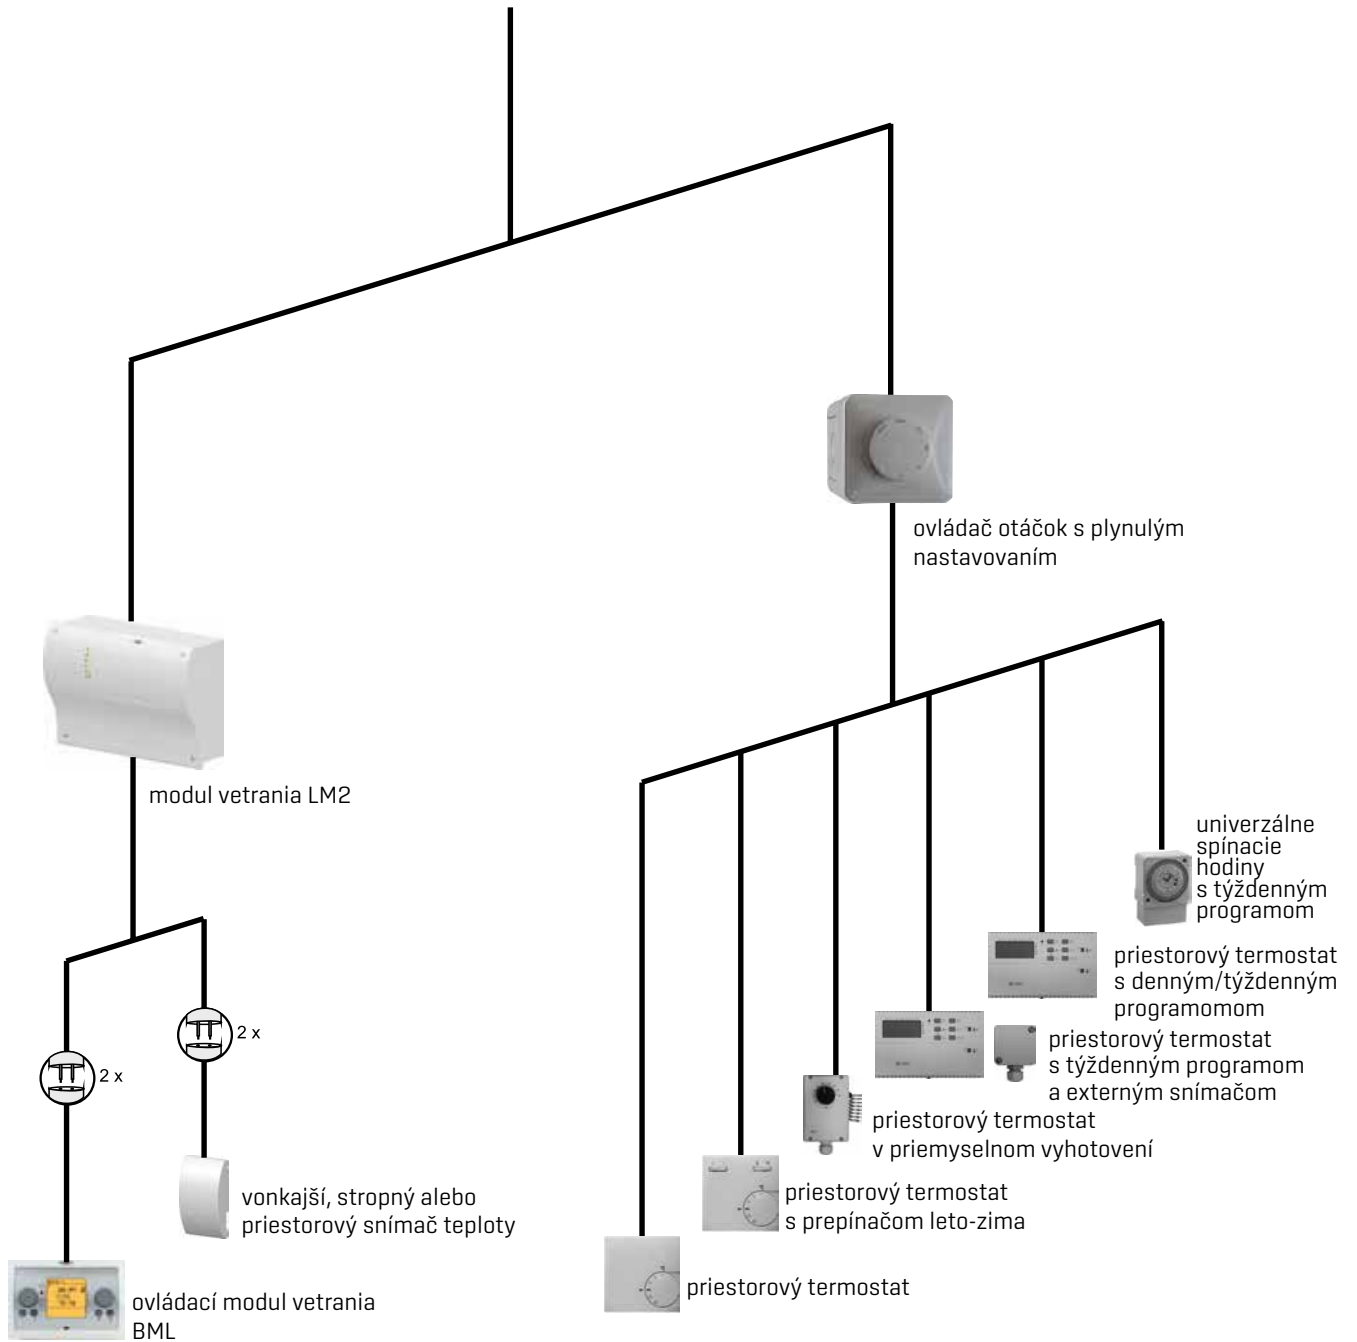 ovládač otáčok s plynulým
nastavovaním
modul vetrania LM2
univerzálne
spínacie
hodiny
s týždenným
programom
priestorový termostat
s denným/týždenným
programomom
2 x
2 x
priestorový termostat
s týždenným programom
a externým snímačom
priestorový termostat
v priemyselnom vyhotovení
vonkajší, stropný alebo
priestorový snímač teploty
priestorový termostat
s prepínačom leto-zima
priestorový termostat
ovládací modul vetrania
BML